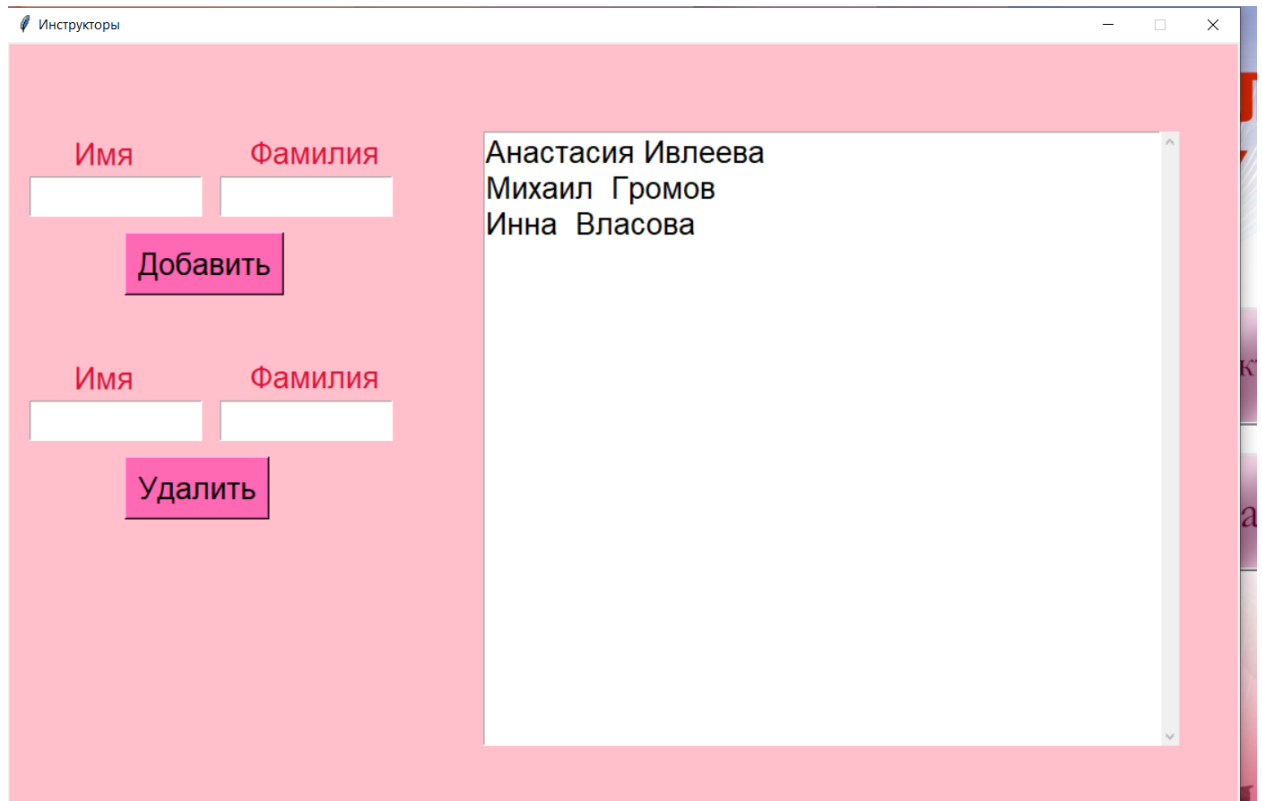 Инструкторы
Имя Фамилия
Добавить
Имя Фамилия
Удалить
Анастасия Ивлеева
Михаил  Громов
Инна  Власова